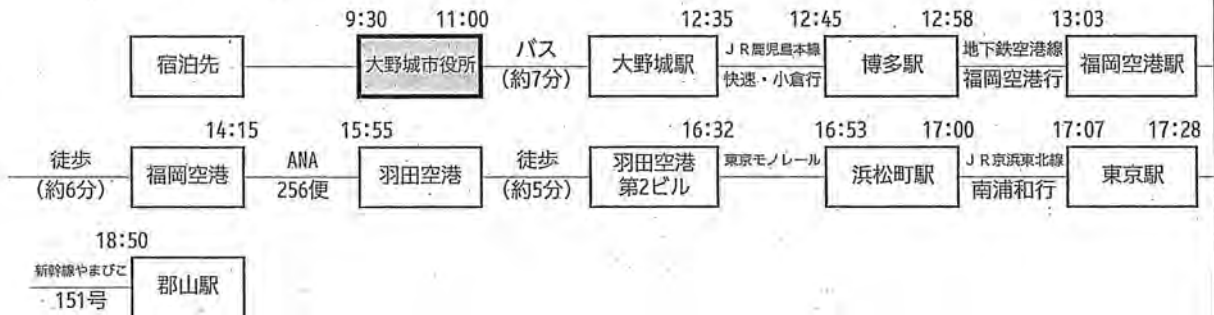 9:30 11:00 12:35 12:45 12:58 13:03
宿泊先 大野城市役所 バス (約7分) 大野城駅 JR鹿児島本線 快速・小倉行 博多駅 地下鉄空港線 福岡空港行 福岡空港駅
14:15 15:55 16:32 16:53 17:00 17:07 17:28
徒歩 (約6分) 福岡空港 ANA 256便 羽田空港 徒歩 (約5分) 羽田空港 第2ビル 東京モノレール 浜松町駅 JR京浜東北線 南浦和行 東京駅
18:50
新幹線やまびこ 151号 郡山駅